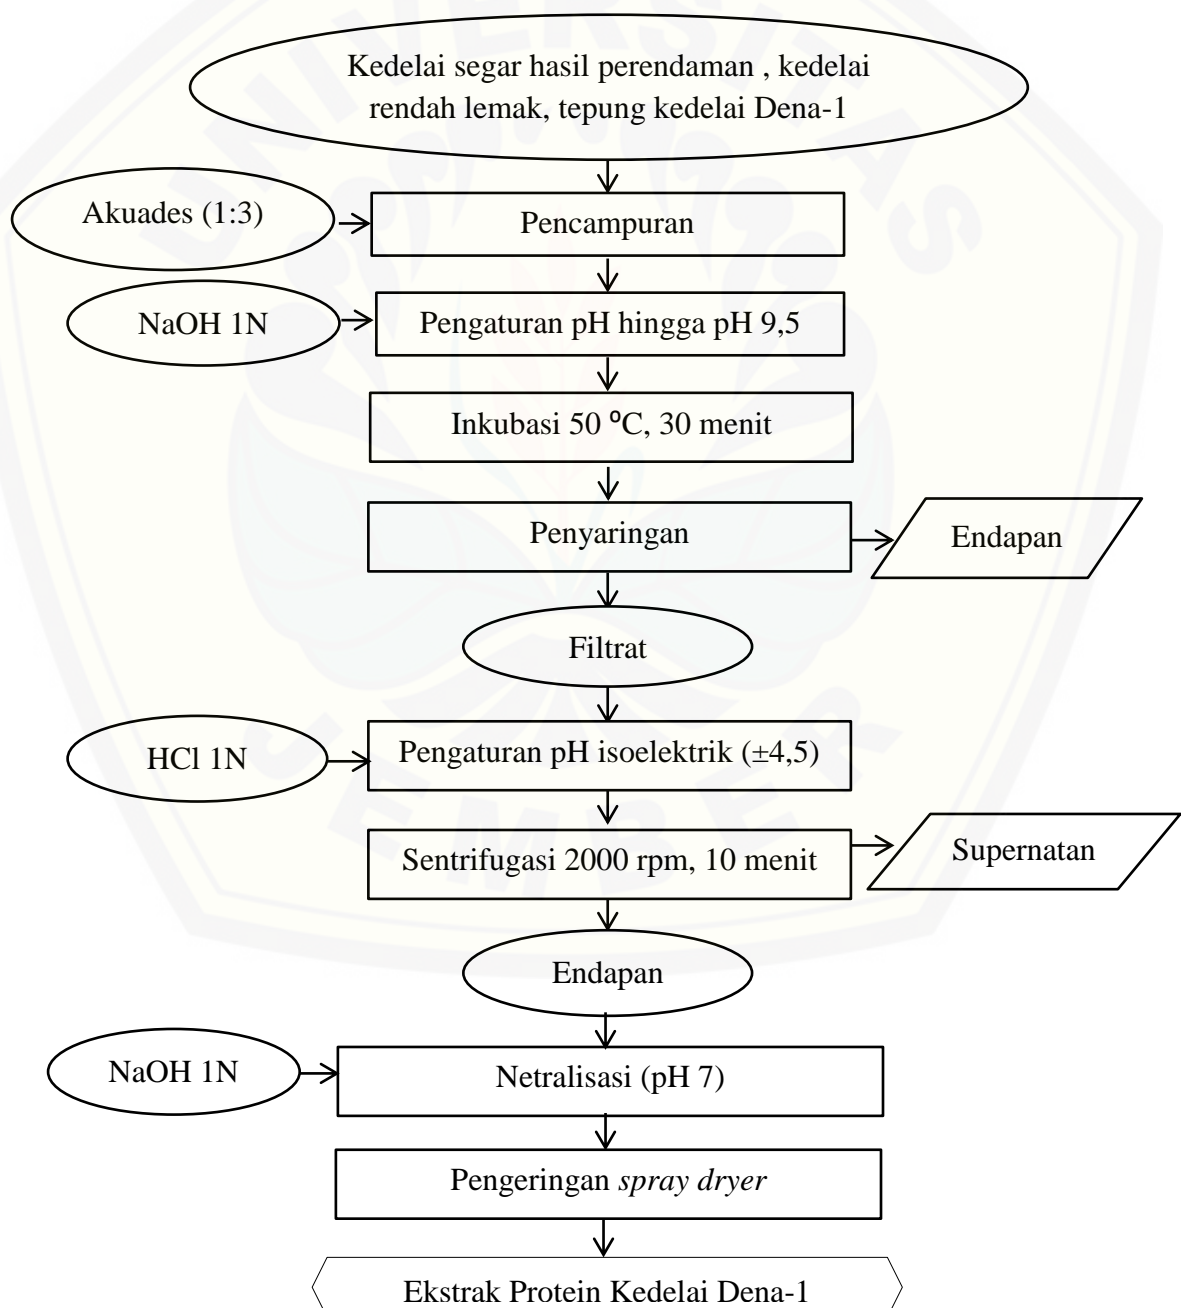 UNIVERSITAS
Kedelai segar hasil perendaman , kedelai
rendah lemak, tepung kedelai Dena-1
Akuades (1:3)
Pencampuran
NaOH 1N
Pengaturan pH hingga pH 9,5
Inkubasi 50 ⁰C, 30 menit
Penyaringan
Endapan
Filtrat
HCl 1N
Pengaturan pH isoelektrik (±4,5)
JEMBER
Sentrifugasi 2000 rpm, 10 menit
Supernatan
Endapan
NaOH 1N
Netralisasi (pH 7)
Pengeringan spray dryer
Ekstrak Protein Kedelai Dena-1